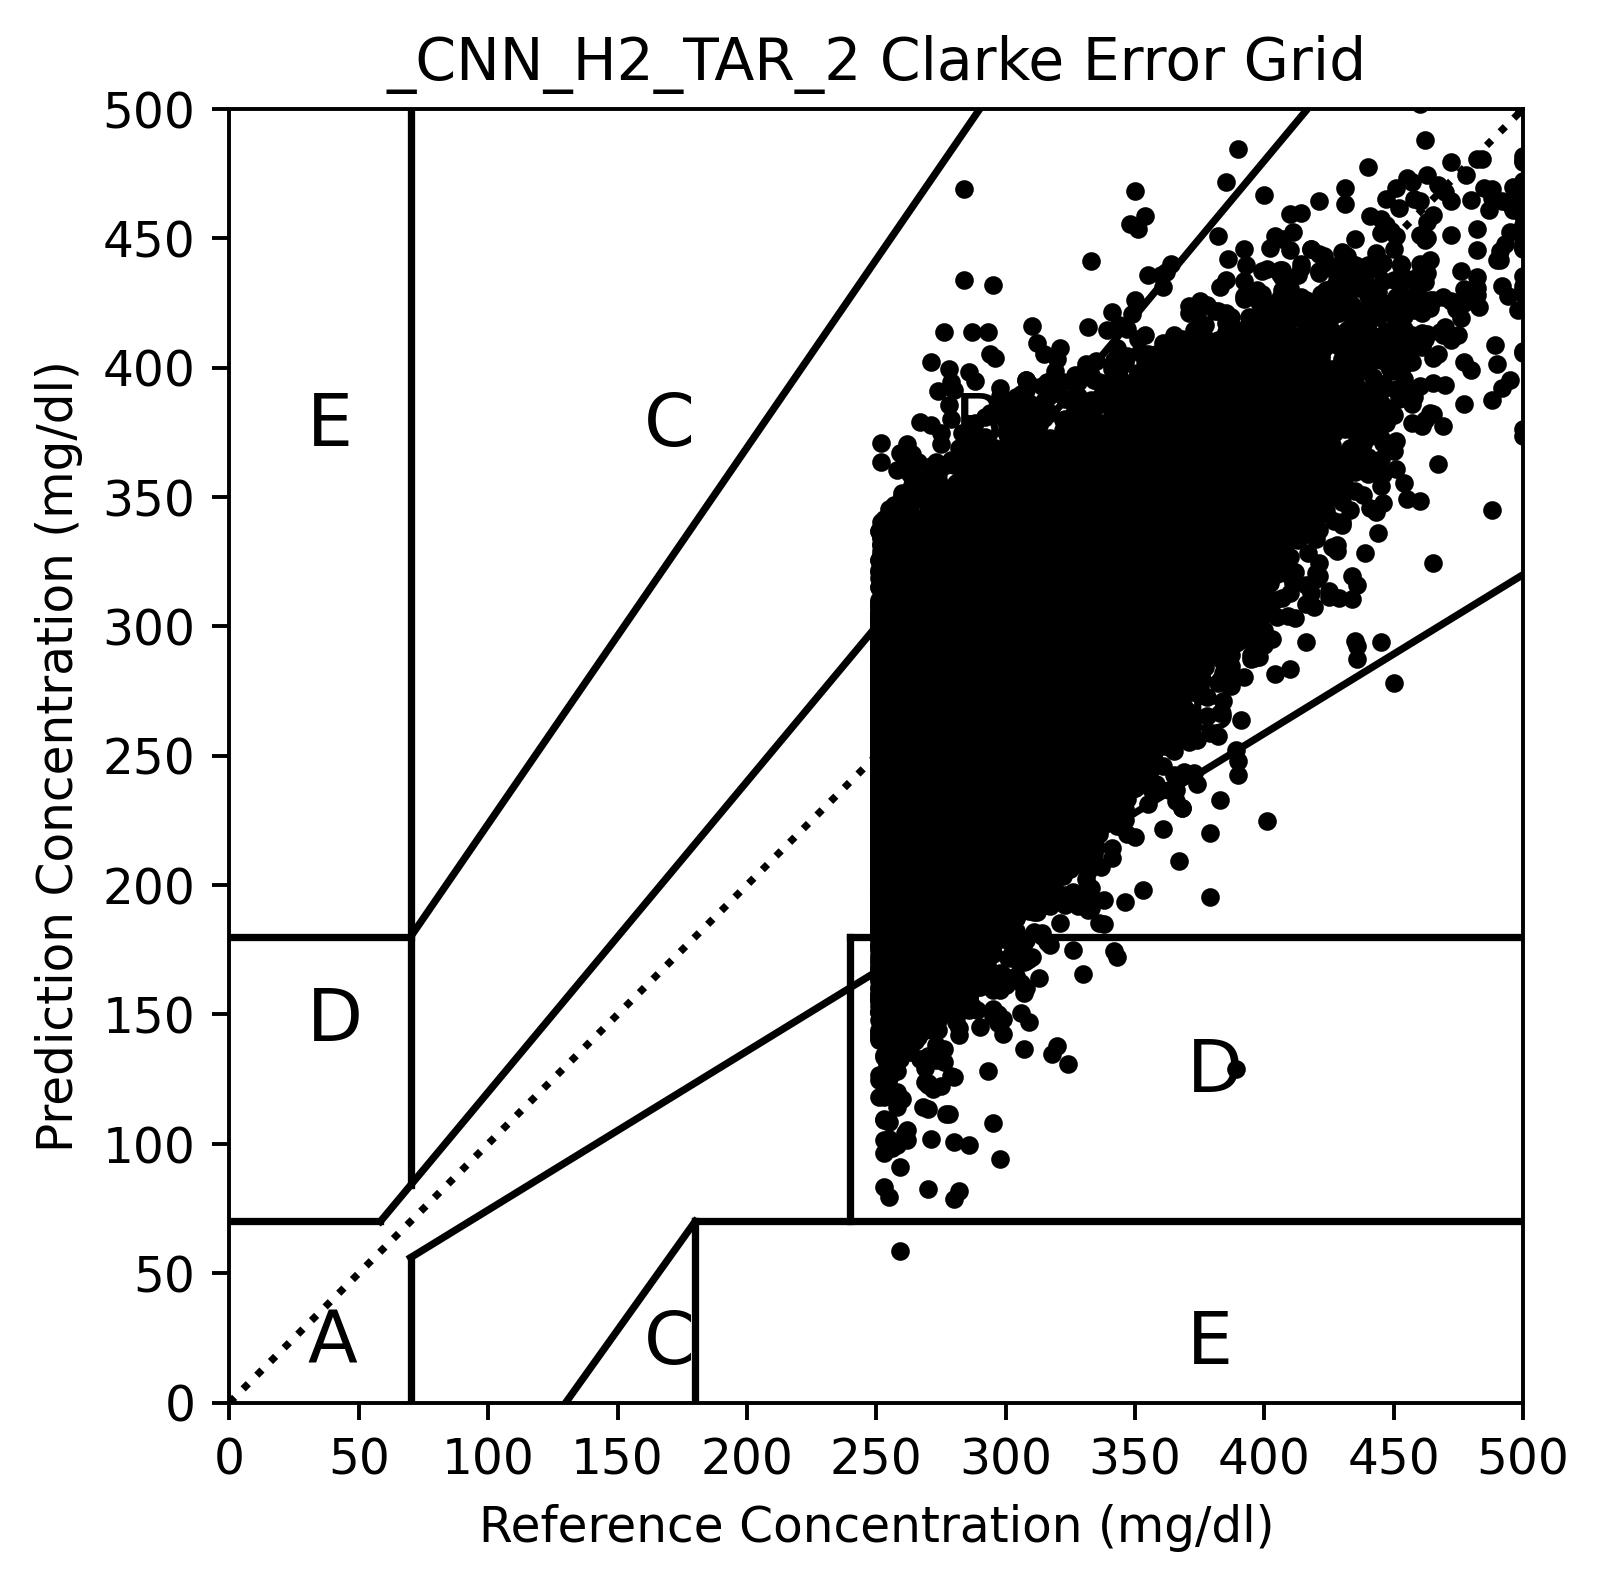 _CNN_H2_TAR_2 Clarke Error Grid
Prediction Concentration (mg/dl)
500
450
400
350
300
250
200
150
100
50
0
E
C
D
D
A
C
E
0 50 100 150 200 250 300 350 400 450 500
Reference Concentration (mg/dl)